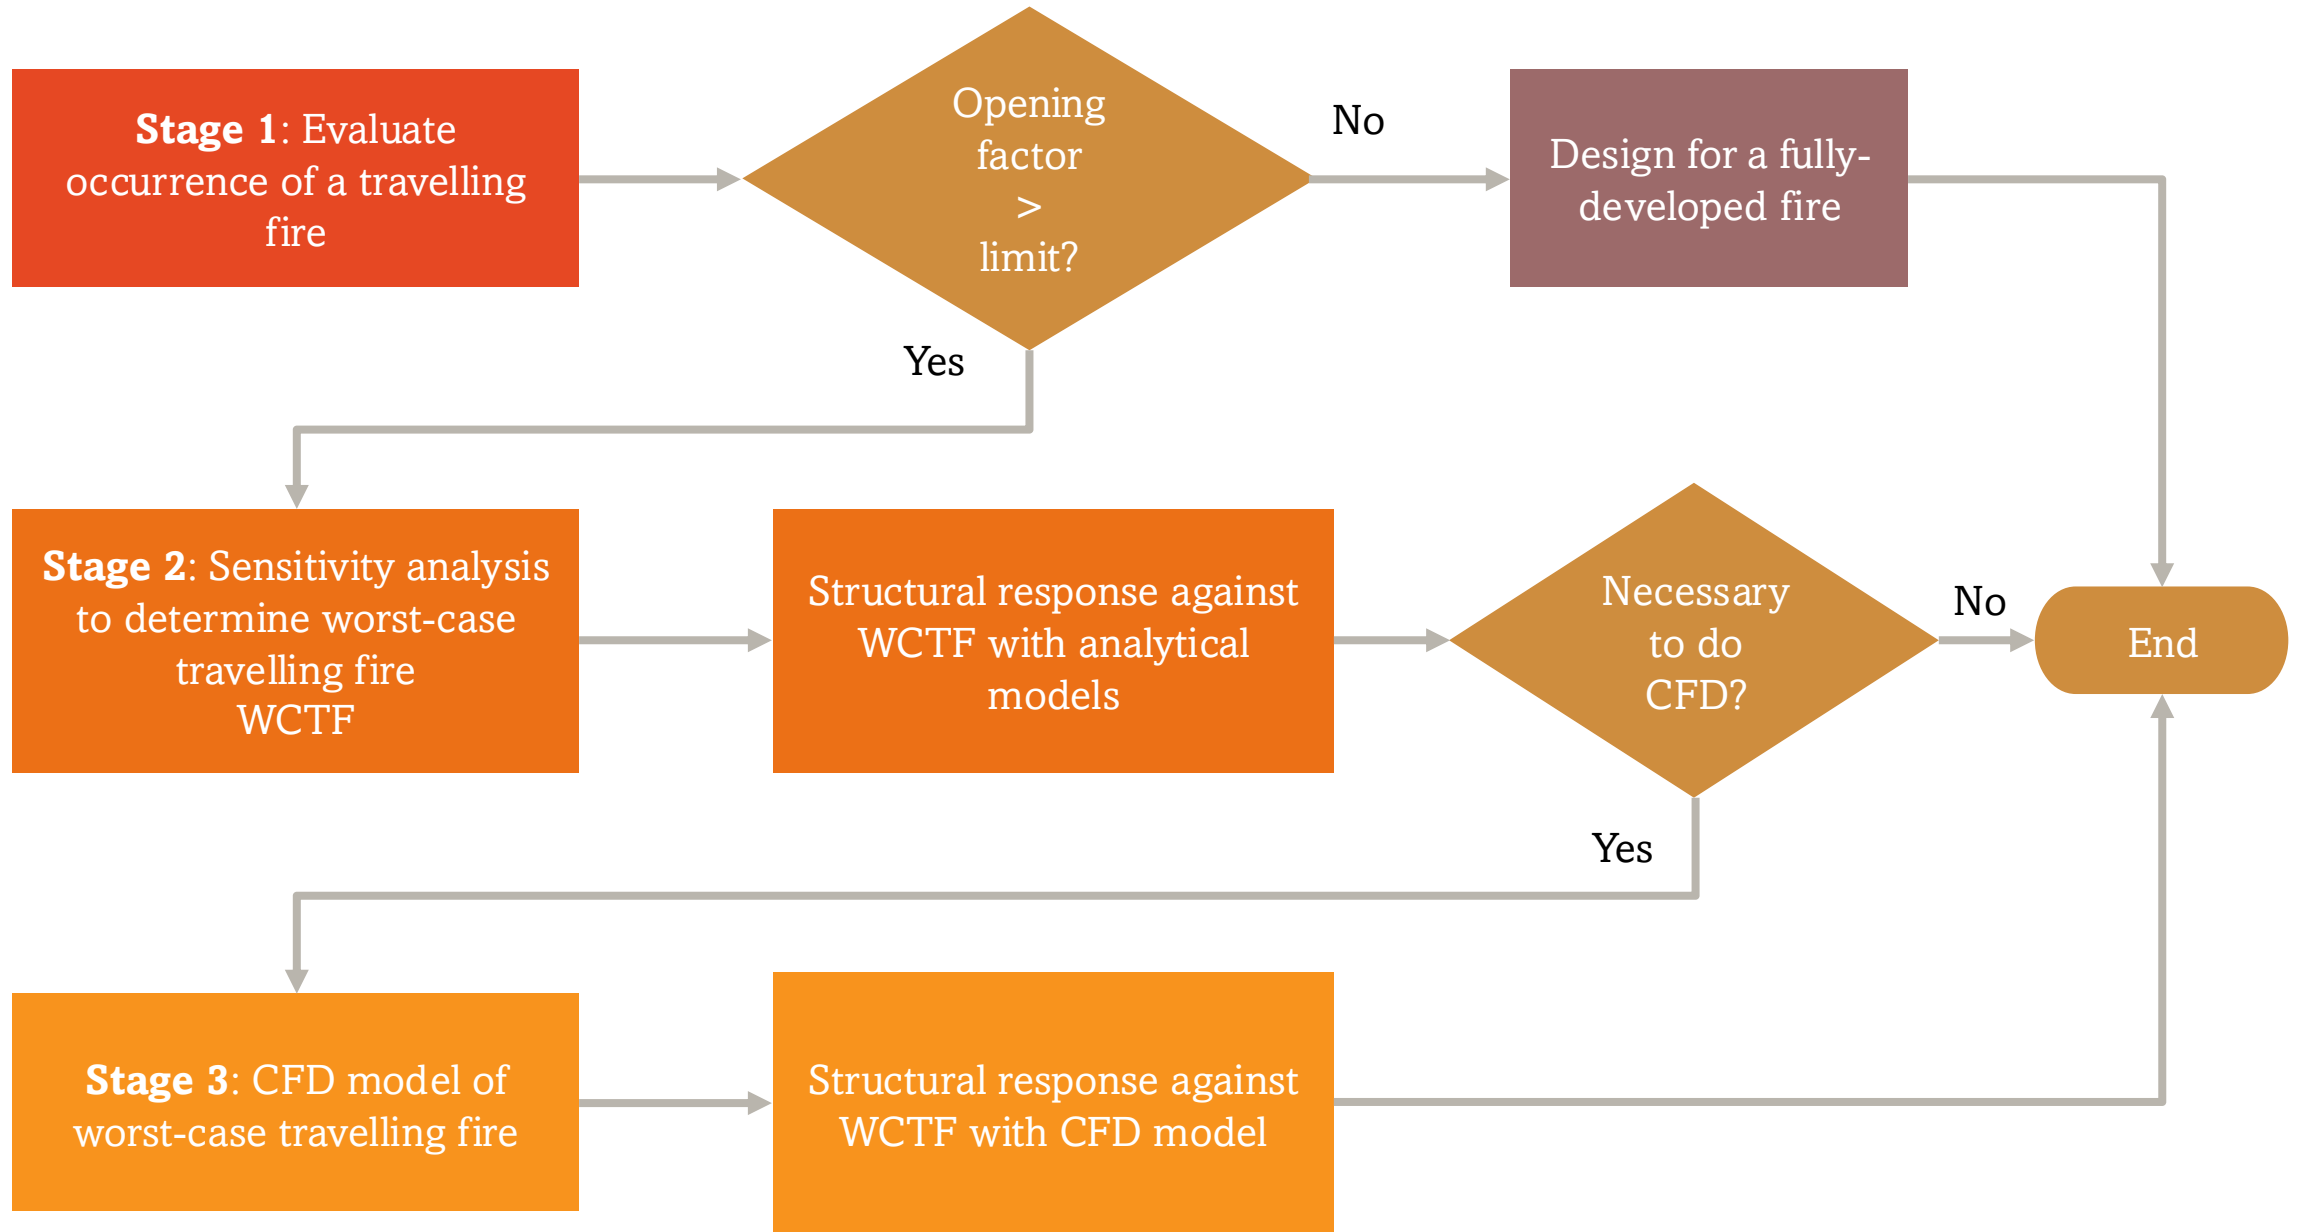 Stage 1: Evaluate
occurrence of a travelling
fire
Opening
factor
>
limit?
No
Design for a fully-
developed fire
Yes
Stage 2: Sensitivity analysis
to determine worst-case
travelling fire
WCTF
Structural response against
WCTF with analytical
models
Necessary
to do
CFD?
No
End
Yes
Stage 3: CFD model of
worst-case travelling fire
Structural response against
WCTF with CFD model